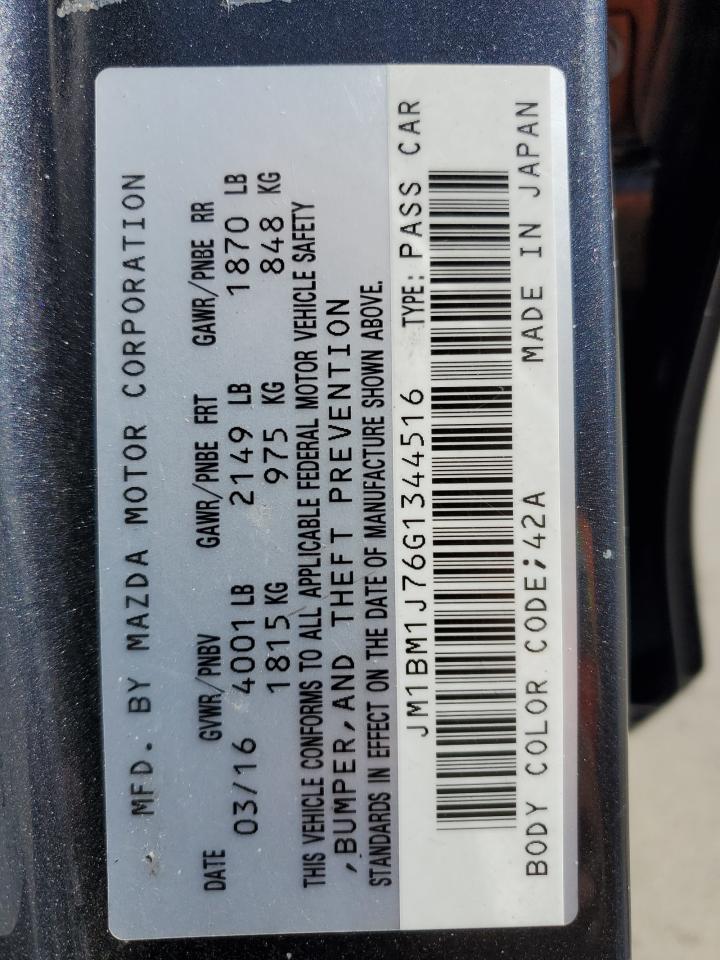 MFD. BY MAZDA MOTOR CORPORATION
DATE GVWR/PNBV GAWR/PNBE FRT GAWR/PNBE RR
03/16 4001 LB 2149 LB 1870 LB
1815 KG 975 KG 848 KG
THIS VEHICLE CONFORMS TO ALL APPLICABLE FEDERAL MOTOR VEHICLE SAFETY
,BUMPER, AND THEFT PREVENTION
STANDARDS IN EFFECT ON THE DATE OF MANUFACTURE SHOWN ABOVE.
JM1BM1J76G1344516 TYPE: PASS CAR
BODY COLOR CODE;42A MADE IN JAPAN